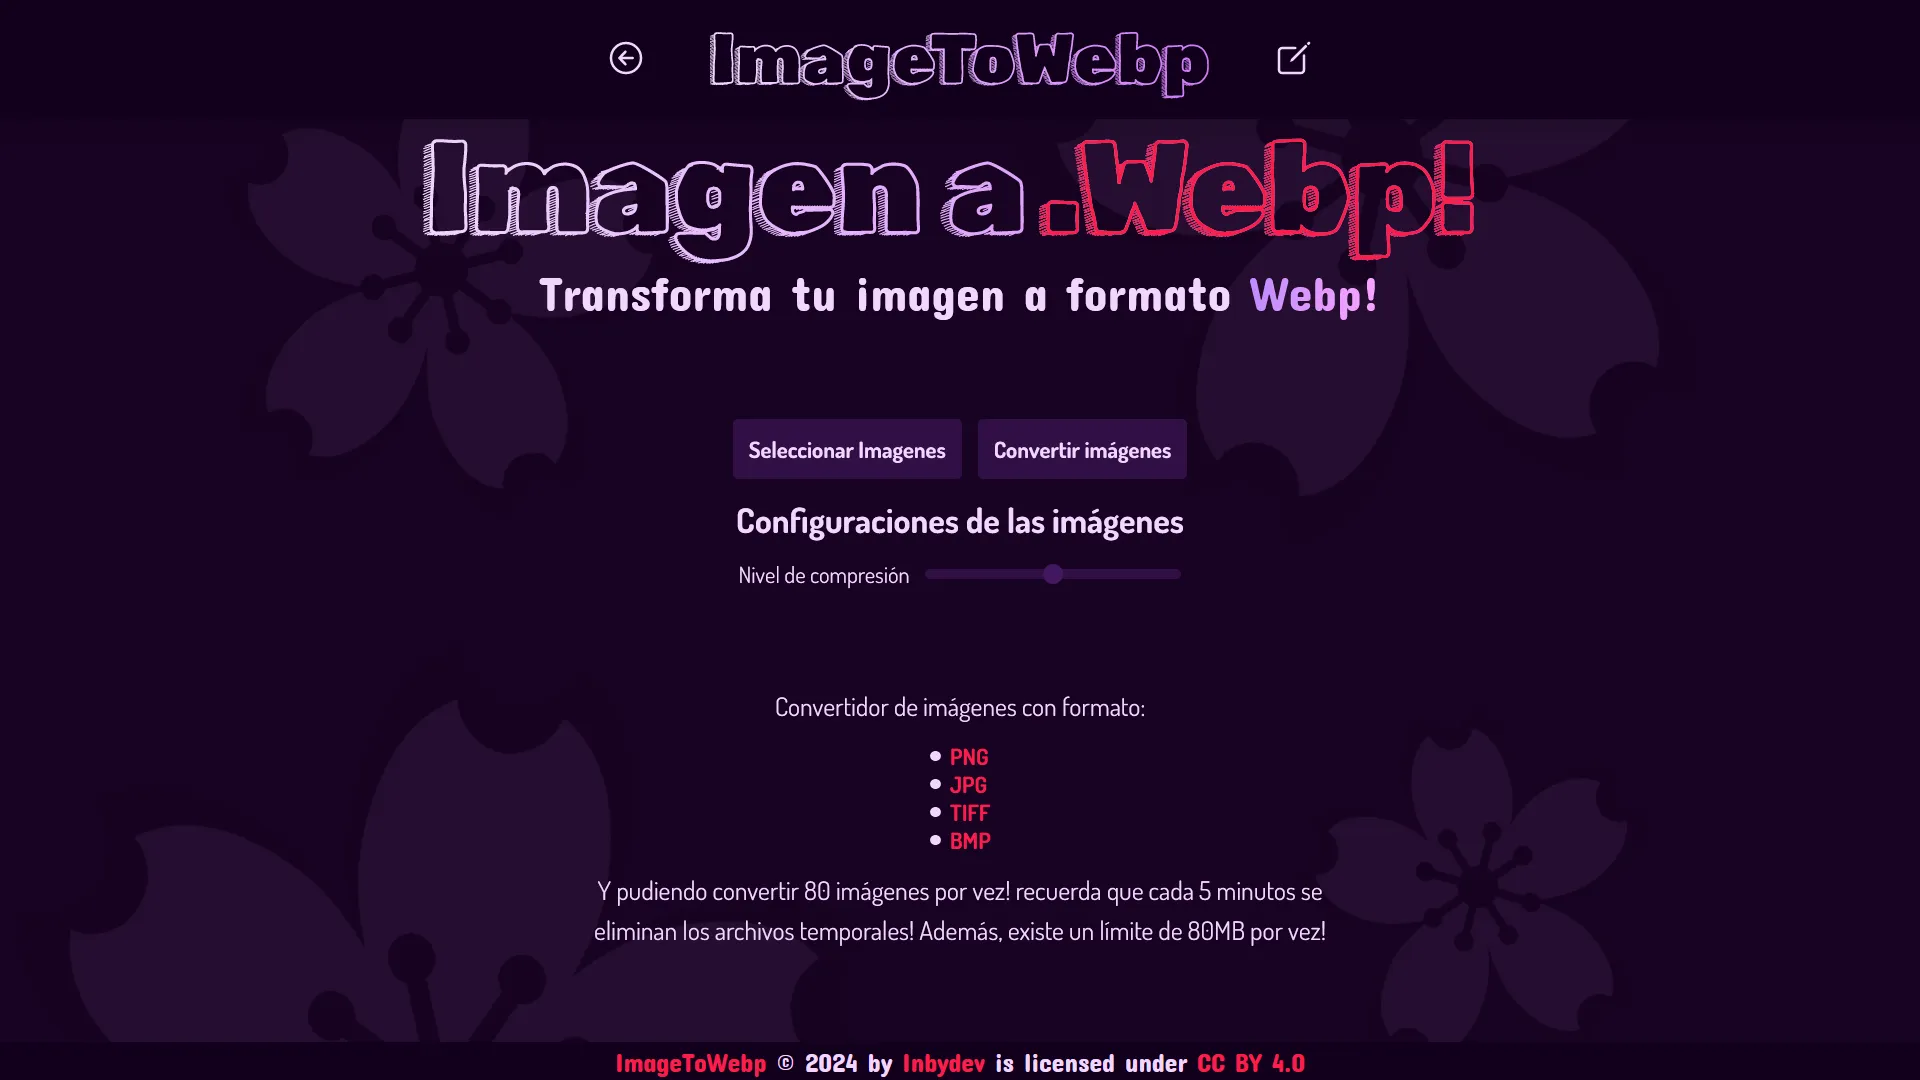 ImageToWebp
Imagen a .Webp!
Transforma tu imagen a formato Webp!
Seleccionar Imagenes
Convertir imágenes
Configuraciones de las imágenes
Nivel de compresión
Convertidor de imágenes con formato:
PNG
JPG
TIFF
BMP
Y pudiendo convertir 80 imágenes por vez! recuerda que cada 5 minutos se
eliminan los archivos temporales! Además, existe un límite de 80MB por vez!
ImageToWebp © 2024 by Inbydev is licensed under CC BY 4.0